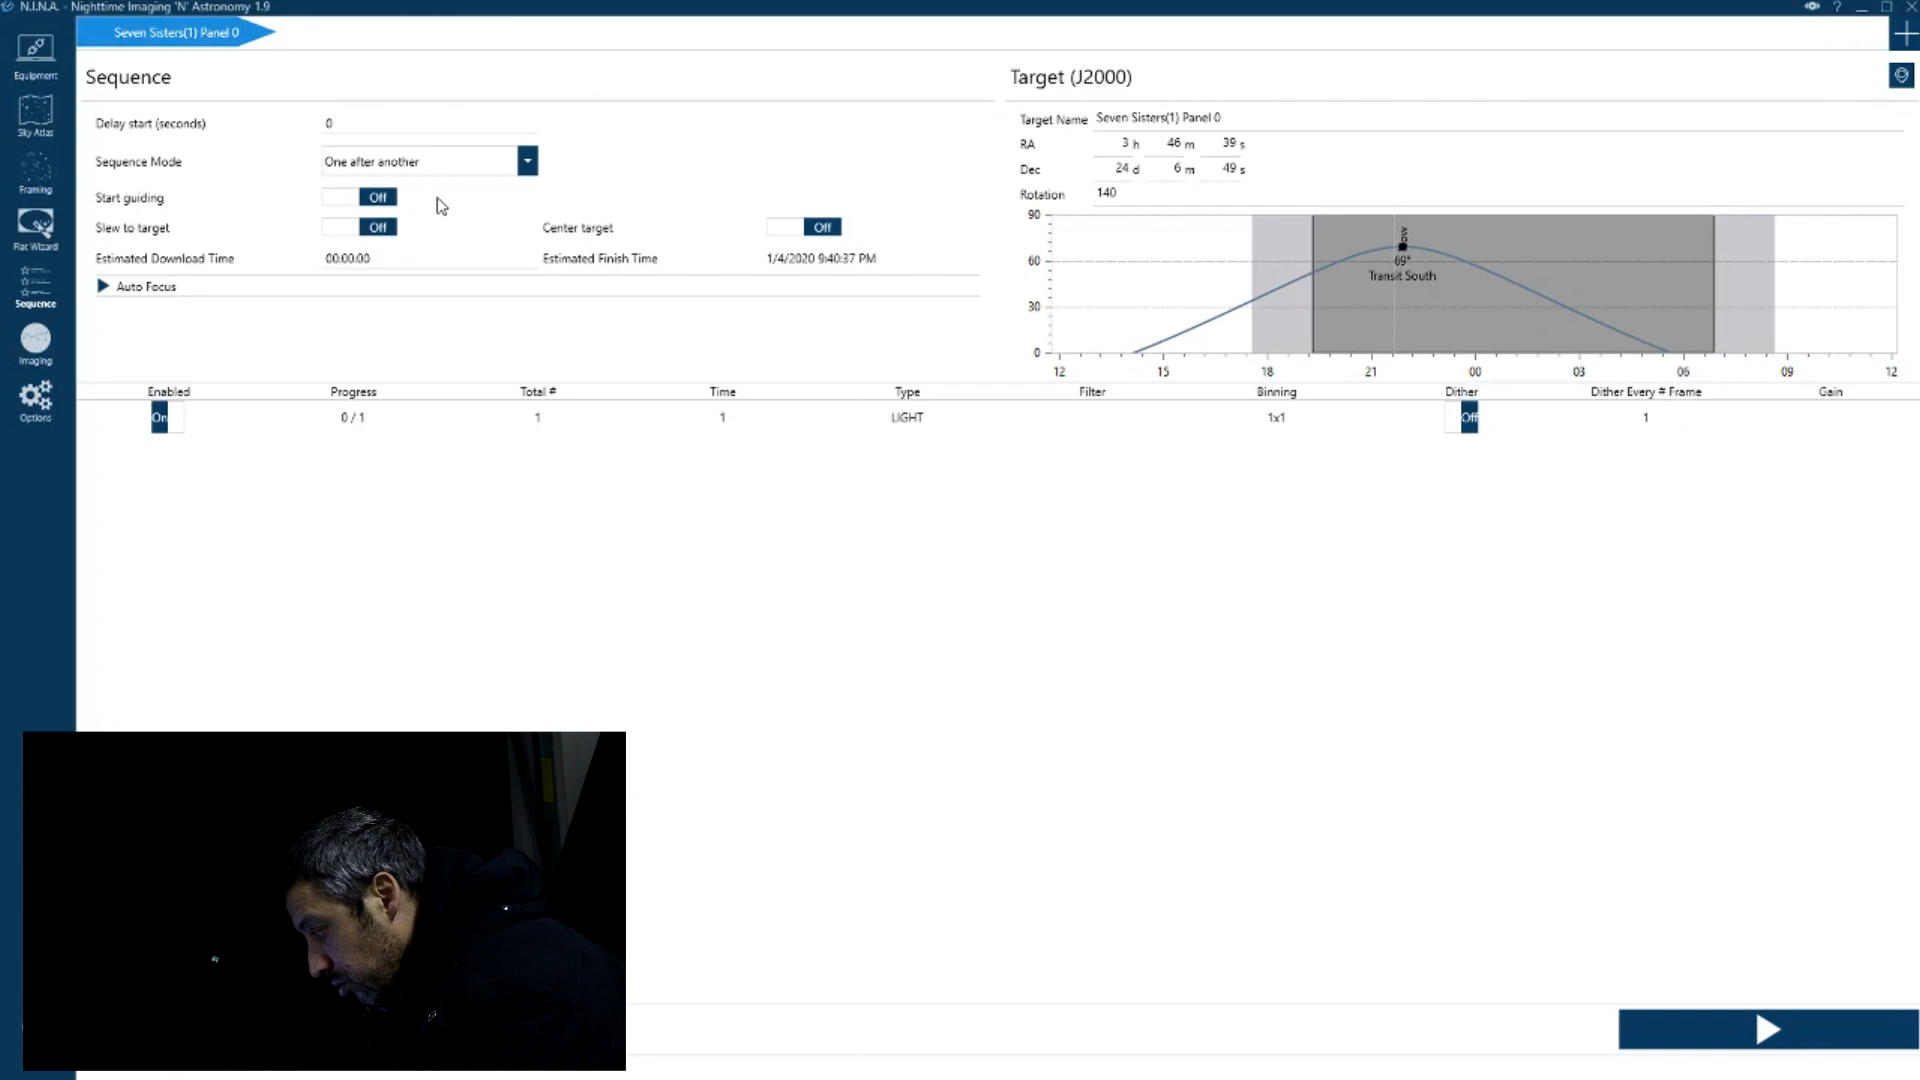 N.I.N.A. - Nighttime Imaging 'N' Astronomy 1.9
?
Seven Sisters(1) Panel 0
Equipment
Sky Atlas
Framing
Flat Wizard
Sequence
Imaging
Options
Sequence
Delay start (seconds) 0
Sequence Mode One after another
Start guiding Off
Slew to target Off Center target Off
Estimated Download Time 00:00:00 Estimated Finish Time 1/4/2020 9:40:37 PM
Auto Focus
Target (J2000)
Target Name Seven Sisters(1) Panel 0
RA 3 h 46 m 39 s
Dec 24 d 6 m 49 s
Rotation 140
90
60
30
0
69°
Transit South
12 15 18 21 00 03 06 09 12
Enabled Progress Total # Time Type Filter Binning Dither Dither Every # Frame Gain
On 0 / 1 1 1 LIGHT 1x1 Off 1